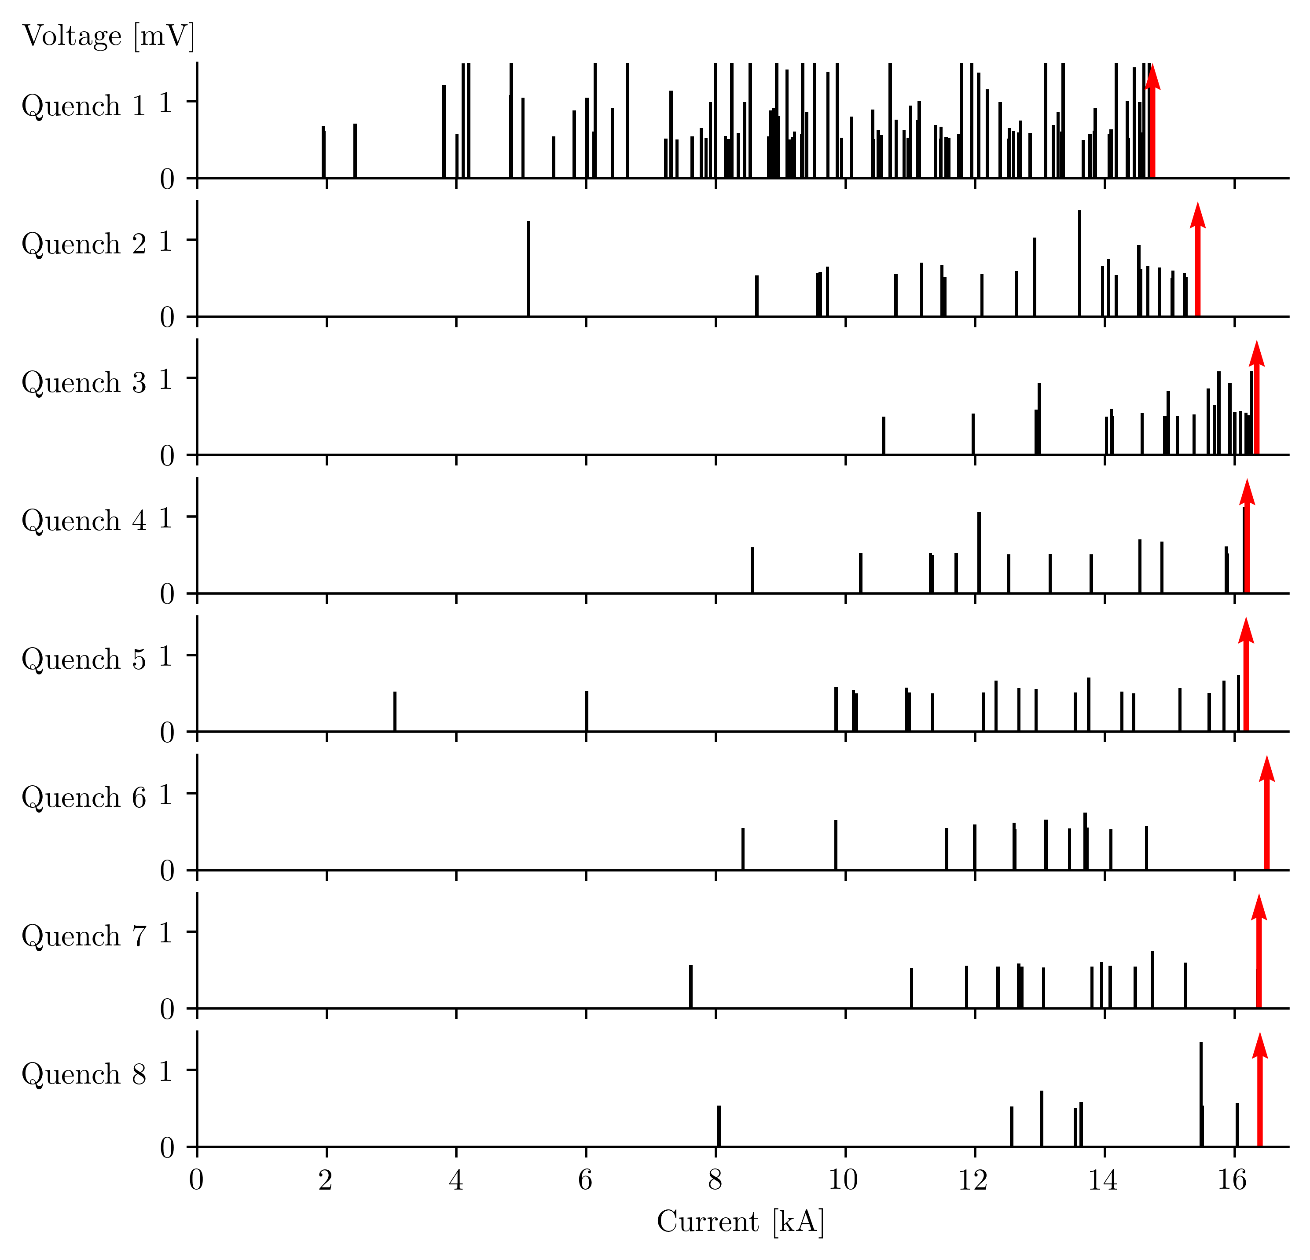 Voltage [mV]
Quench 1 1
0
Quench 2 1
0
Quench 3 1
0
Quench 4 1
0
Quench 5 1
0
Quench 6 1
0
Quench 7 1
0
Quench 8 1
0
0 2 4 6 8 10 12 14 16
Current [kA]